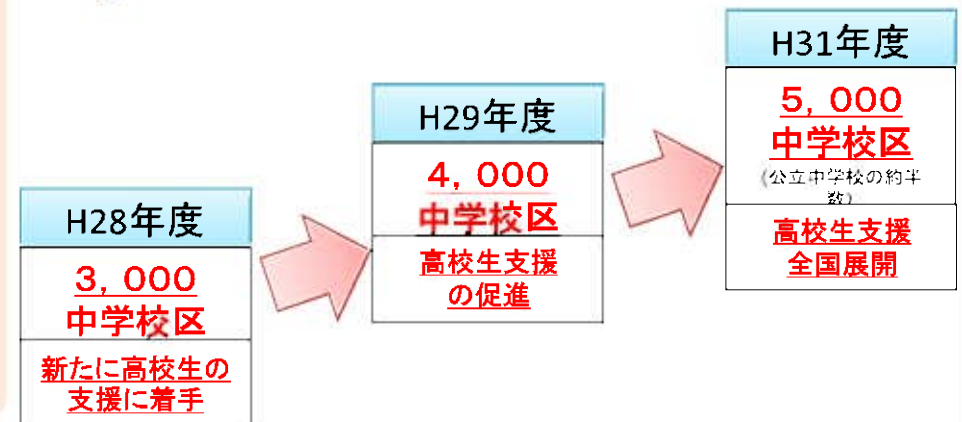 H28年度
3,000
中学校区
新たに高校生の
支援に着手
H29年度
4,000
中学校区
高校生支援
の促進
H31年度
5,000
中学校区
(公立中学校の約半
数)
高校生支援
全国展開